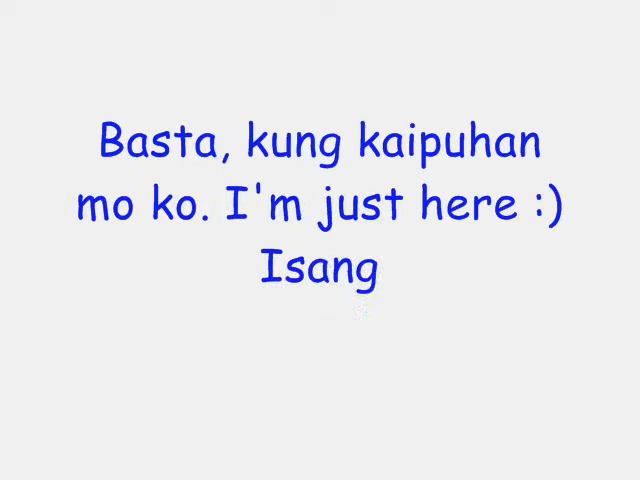 Basta, kung kaipuhan
mo ko. I'm just here :)
Isang